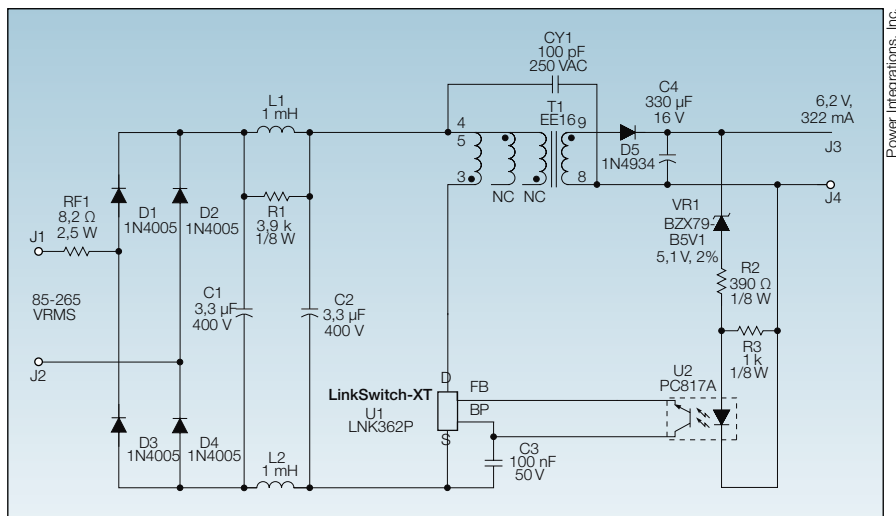 Power Integrations, Inc.
CY1
100 pF
250 VAC
L1
1 mH
4
5
3
T1
EE16
9
8
NC
NC
D5
1N4934
C4
330 µF
16 V
6,2 V,
322 mA
J3
J4
RF1
8,2 Ω
2,5 W
J1
D1
1N4005
D2
1N4005
R1
3,9 k
1/8 W
VR1
BZX79-
B5V1
5,1 V, 2%
R2
390 Ω
1/8 W
85-265
VRMS
C1
3,3 µF
400 V
C2
3,3 µF
400 V
R3
1 k
1/8 W
J2
LinkSwitch-XT
U1
LNK362P
D
FB
BP
S
U2
PC817A
D3
1N4005
D4
1N4005
L2
1 mH
C3
100 nF
50 V